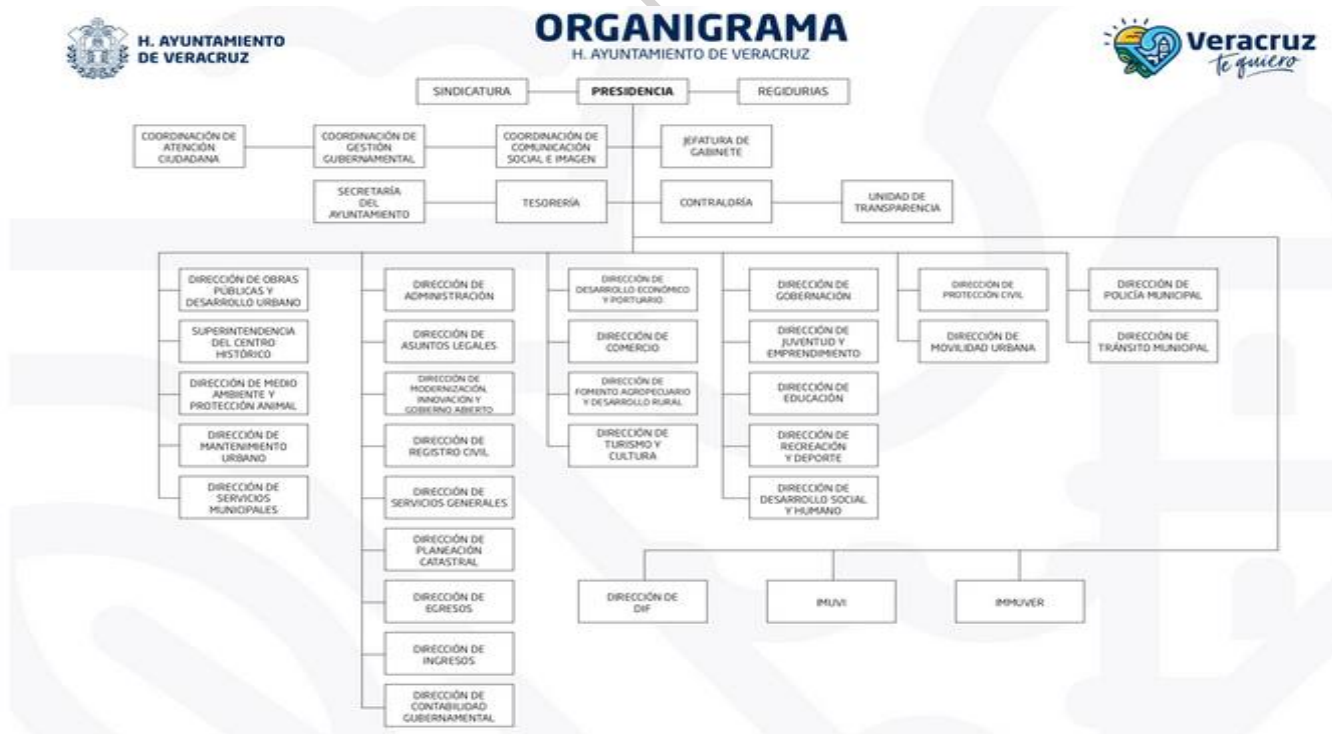 H. AYUNTAMIENTO
DE VERACRUZ
ORGANIGRAMA
H. AYUNTAMIENTO DE VERACRUZ
Veracruz
te quiero
SINDICATURA
PRESIDENCIA
REGIDURIAS
COORDINACIÓN DE
ATENCIÓN
CIUDADANA
COORDINACIÓN DE
GESTIÓN
GUBERNAMENTAL
COORDINACIÓN DE
COMUNICACIÓN
SOCIAL E IMAGEN
JEFATURA DE
GABINETE
SECRETARÍA
DEL
AYUNTAMIENTO
TESORERÍA
CONTRALORÍA
UNIDAD DE
TRANSPARENCIA
DIRECCIÓN DE OBRAS
PÚBLICAS Y
DESARROLLO URBANO
SUPERINTENDENCIA
DEL CENTRO
HISTÓRICO
DIRECCIÓN DE MEDIO
AMBIENTE Y
PROTECCIÓN ANIMAL
DIRECCIÓN DE
MANTENIMIENTO
URBANO
DIRECCIÓN DE
SERVICIOS
MUNICIPALES
DIRECCIÓN DE
ADMINISTRACIÓN
DIRECCIÓN DE
ASUNTOS LEGALES
DIRECCIÓN DE
MODERNIZACIÓN,
INNOVACIÓN Y
GOBIERNO ABIERTO
DIRECCIÓN DE
REGISTRO CIVIL
DIRECCIÓN DE
SERVICIOS GENERALES
DIRECCIÓN DE
PLANEACIÓN
CATASTRAL
DIRECCIÓN DE
EGRESOS
DIRECCIÓN DE
INGRESOS
DIRECCIÓN DE
CONTABILIDAD
GUBERNAMENTAL
DIRECCIÓN DE
DESARROLLO ECONÓMICO
Y PORTUARIO
DIRECCIÓN DE
COMERCIO
DIRECCIÓN DE
FOMENTO AGROPECUARIO
Y DESARROLLO RURAL
DIRECCIÓN DE
TURISMO Y
CULTURA
DIRECCIÓN DE
GOBERNACIÓN
DIRECCIÓN DE
JUVENTUD Y
EMPRENDIMIENTO
DIRECCIÓN DE
EDUCACIÓN
DIRECCIÓN DE
RECREACIÓN
Y DEPORTE
DIRECCIÓN DE
DESARROLLO SOCIAL
Y HUMANO
DIRECCIÓN DE
PROTECCIÓN CIVIL
DIRECCIÓN DE
MOVILIDAD URBANA
DIRECCIÓN DE
POLICÍA MUNICIPAL
DIRECCIÓN DE
TRÁNSITO MUNICIPAL
DIRECCIÓN DE
DIF
IMUVI
IMMUVER